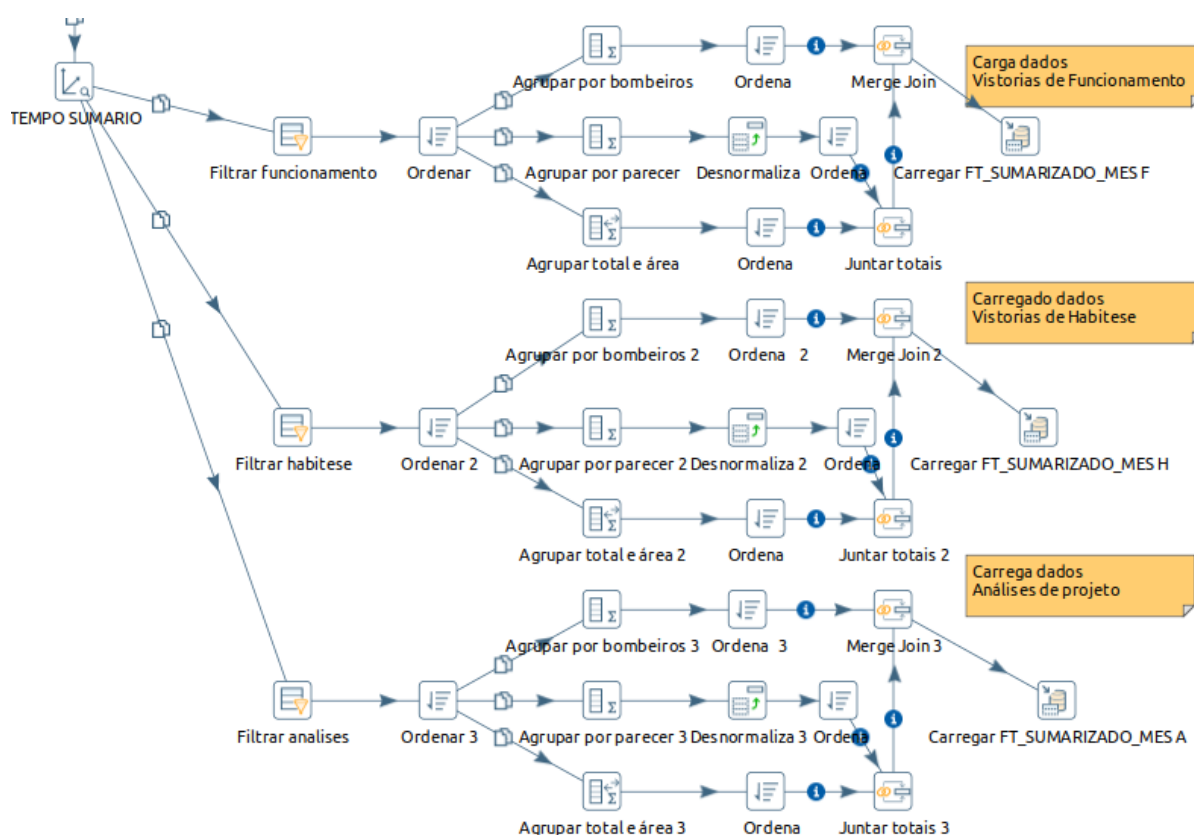 Carga dados
Vistorias de Funcionamento
Agrupar por bombeiros
Ordena
Merge Join
TEMPO SUMARIO
Filtrar funcionamento
Ordenar
Agrupar por parecer
Desnormaliza
Ordena
Carregar FT_SUMARIZADO_MES F
Agrupar total e área
Ordena
Juntar totais
Carregado dados
Vistorias de Habitese
Agrupar por bombeiros 2
Ordena 2
Merge Join 2
Filtrar habitese
Ordenar 2
Agrupar por parecer 2
Desnormaliza 2
Ordena
Carregar FT_SUMARIZADO_MES H
Agrupar total e área 2
Ordena
Juntar totais 2
Carrega dados
Análises de projeto
Agrupar por bombeiros 3
Ordena 3
Merge Join 3
Filtrar analises
Ordenar 3
Agrupar por parecer 3
Desnormaliza 3
Ordena
Carregar FT_SUMARIZADO_MES A
Agrupar total e área 3
Ordena
Juntar totais 3